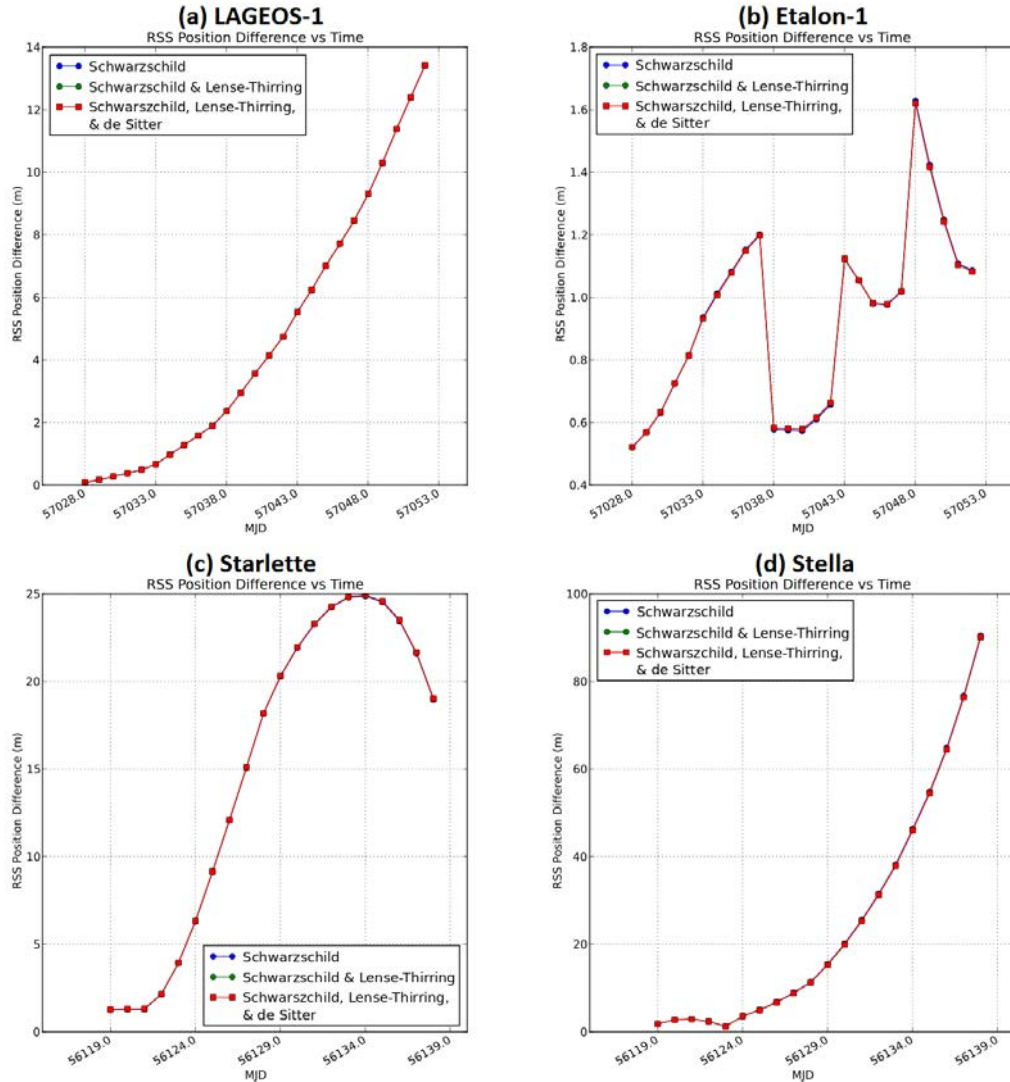 (a) LAGEOS-1
RSS Position Difference vs Time
Schwarzschild
Schwarzschild & Lense-Thirring
Schwarszchild, Lense-Thirring,
& de Sitter
RSS Position Difference (m)
14
12
10
8
6
4
2
0
57028.0
57033.0
57038.0
57043.0
57048.0
57053.0
MJD
(b) Etalon-1
RSS Position Difference vs Time
Schwarzschild
Schwarzschild & Lense-Thirring
Schwarszchild, Lense-Thirring,
& de Sitter
RSS Position Difference (m)
1.8
1.6
1.4
1.2
1.0
0.8
0.6
0.4
57028.0
57033.0
57038.0
57043.0
57048.0
57053.0
MJD
(c) Starlette
RSS Position Difference vs Time
RSS Position Difference (m)
25
20
15
10
5
0
Schwarzschild
Schwarzschild & Lense-Thirring
Schwarszchild, Lense-Thirring,
& de Sitter
56119.0
56124.0
56129.0
56134.0
56139.0
MJD
(d) Stella
RSS Position Difference vs Time
Schwarzschild
Schwarzschild & Lense-Thirring
Schwarszchild, Lense-Thirring,
& de Sitter
RSS Position Difference (m)
100
80
60
40
20
0
56119.0
56124.0
56129.0
56134.0
56139.0
MJD